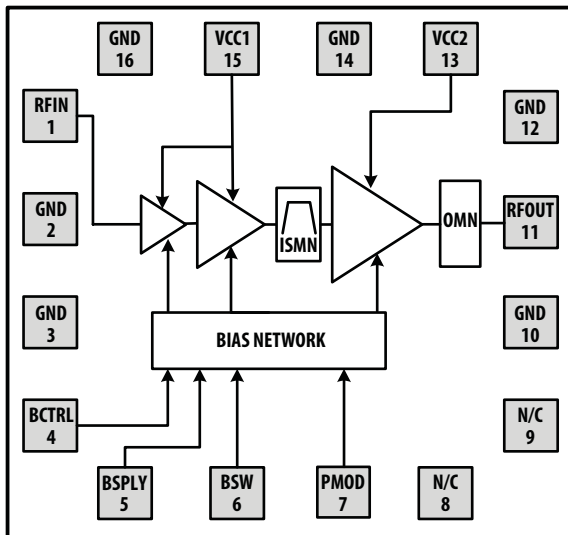 GND
16
VCC1
15
GND
14
VCC2
13
RFIN
1
GND
12
GND
2
ISMN
OMN
RFOUT
11
GND
3
BIAS NETWORK
GND
10
BCTRL
4
N/C
9
BSPLY
5
BSW
6
PMOD
7
N/C
8